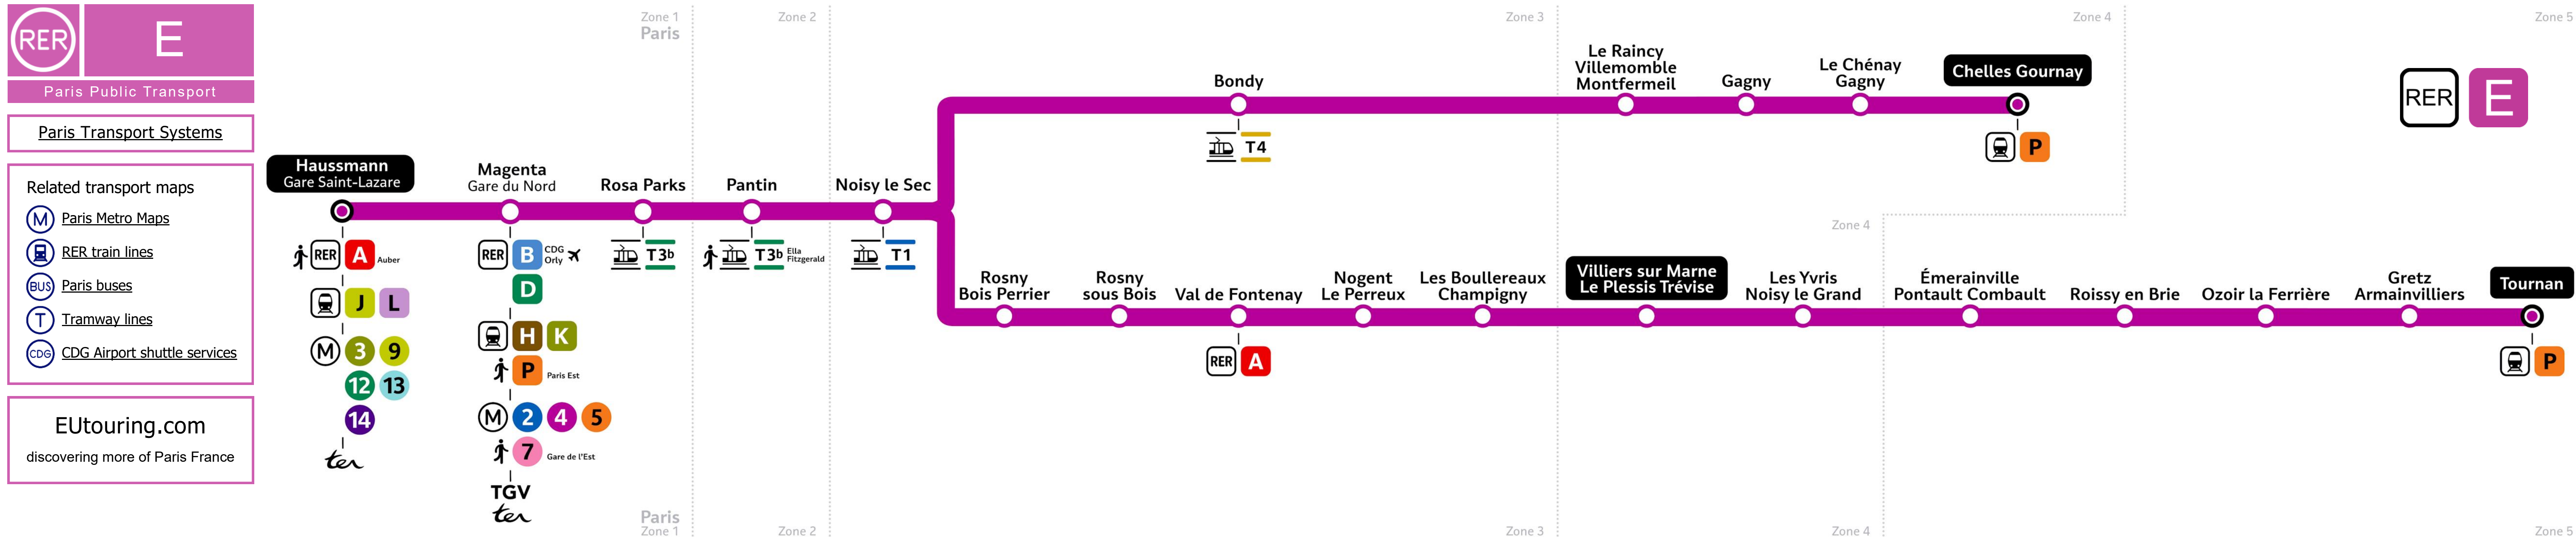 RER
E
Paris Public Transport
Paris Transport Systems
Related transport maps
M Paris Metro Maps
RER train lines
BUS Paris buses
T Tramway lines
CDG CDG Airport shuttle services
EUtouring.com
discovering more of Paris France
Zone 1
Paris
Zone 2
Zone 3
Zone 4
Zone 5
RER E
Haussmann
Gare Saint-Lazare
RER A Auber
J L
M 3 9
12 13
14
ter
Magenta
Gare du Nord
RER B CDG
Orly
D
H K
P Paris Est
M 2 4 5
7 Gare de l'Est
TGV
ter
Rosa Parks
T3b
Pantin
T3b Ella
Fitzgerald
Noisy le Sec
T1
Bondy
T4
Le Raincy
Villemomble
Montfermeil
Gagny
Le Chénay
Gagny
Chelles Gournay
P
Zone 4
Rosny
Bois Perrier
Rosny
sous Bois
Val de Fontenay
RER A
Nogent
Le Perreux
Les Boullereaux
Champigny
Villiers sur Marne
Le Plessis Trévise
Les Yvris
Noisy le Grand
Émerainville
Pontault Combault
Roissy en Brie
Ozoir la Ferrière
Gretz
Armainvilliers
Tournan
P
Paris
Zone 1
Zone 2
Zone 3
Zone 4
Zone 5